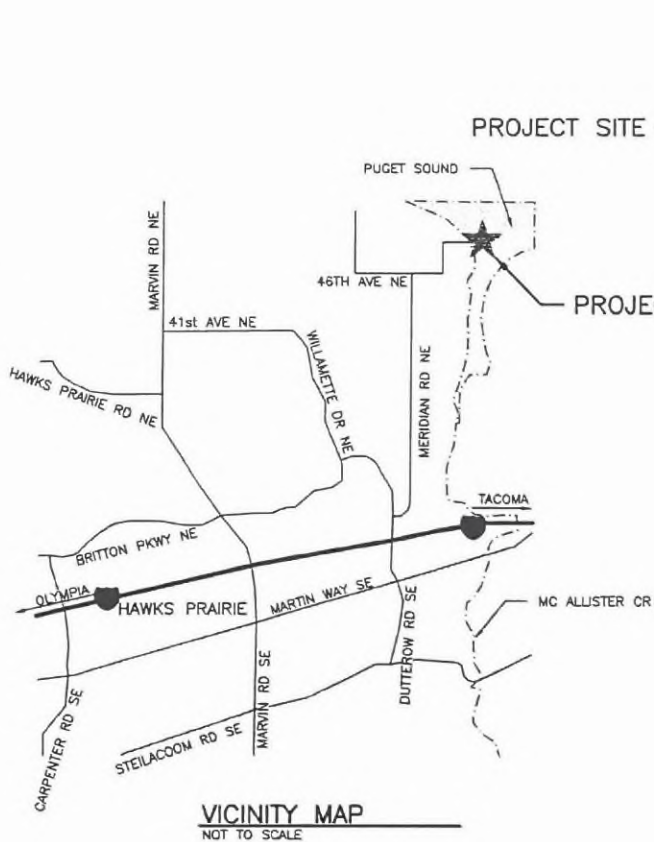 PROJECT SITE
PUGET SOUND
MARVIN RD NE
46TH AVE NE
PROJE
41st AVE NE
WILLAMETTE DR NE
MERIDIAN RD NE
HAWKS PRAIRIE RD NE
TACOMA
BRITTON PKWY NE
OLYMPIA
HAWKS PRAIRIE
MARTIN WAY SE
MC ALLISTER CR
DUTTEROW RD SE
CARPENTER RD SE
MARVIN RD SE
STEILACOOM RD SE
VICINITY MAP
NOT TO SCALE